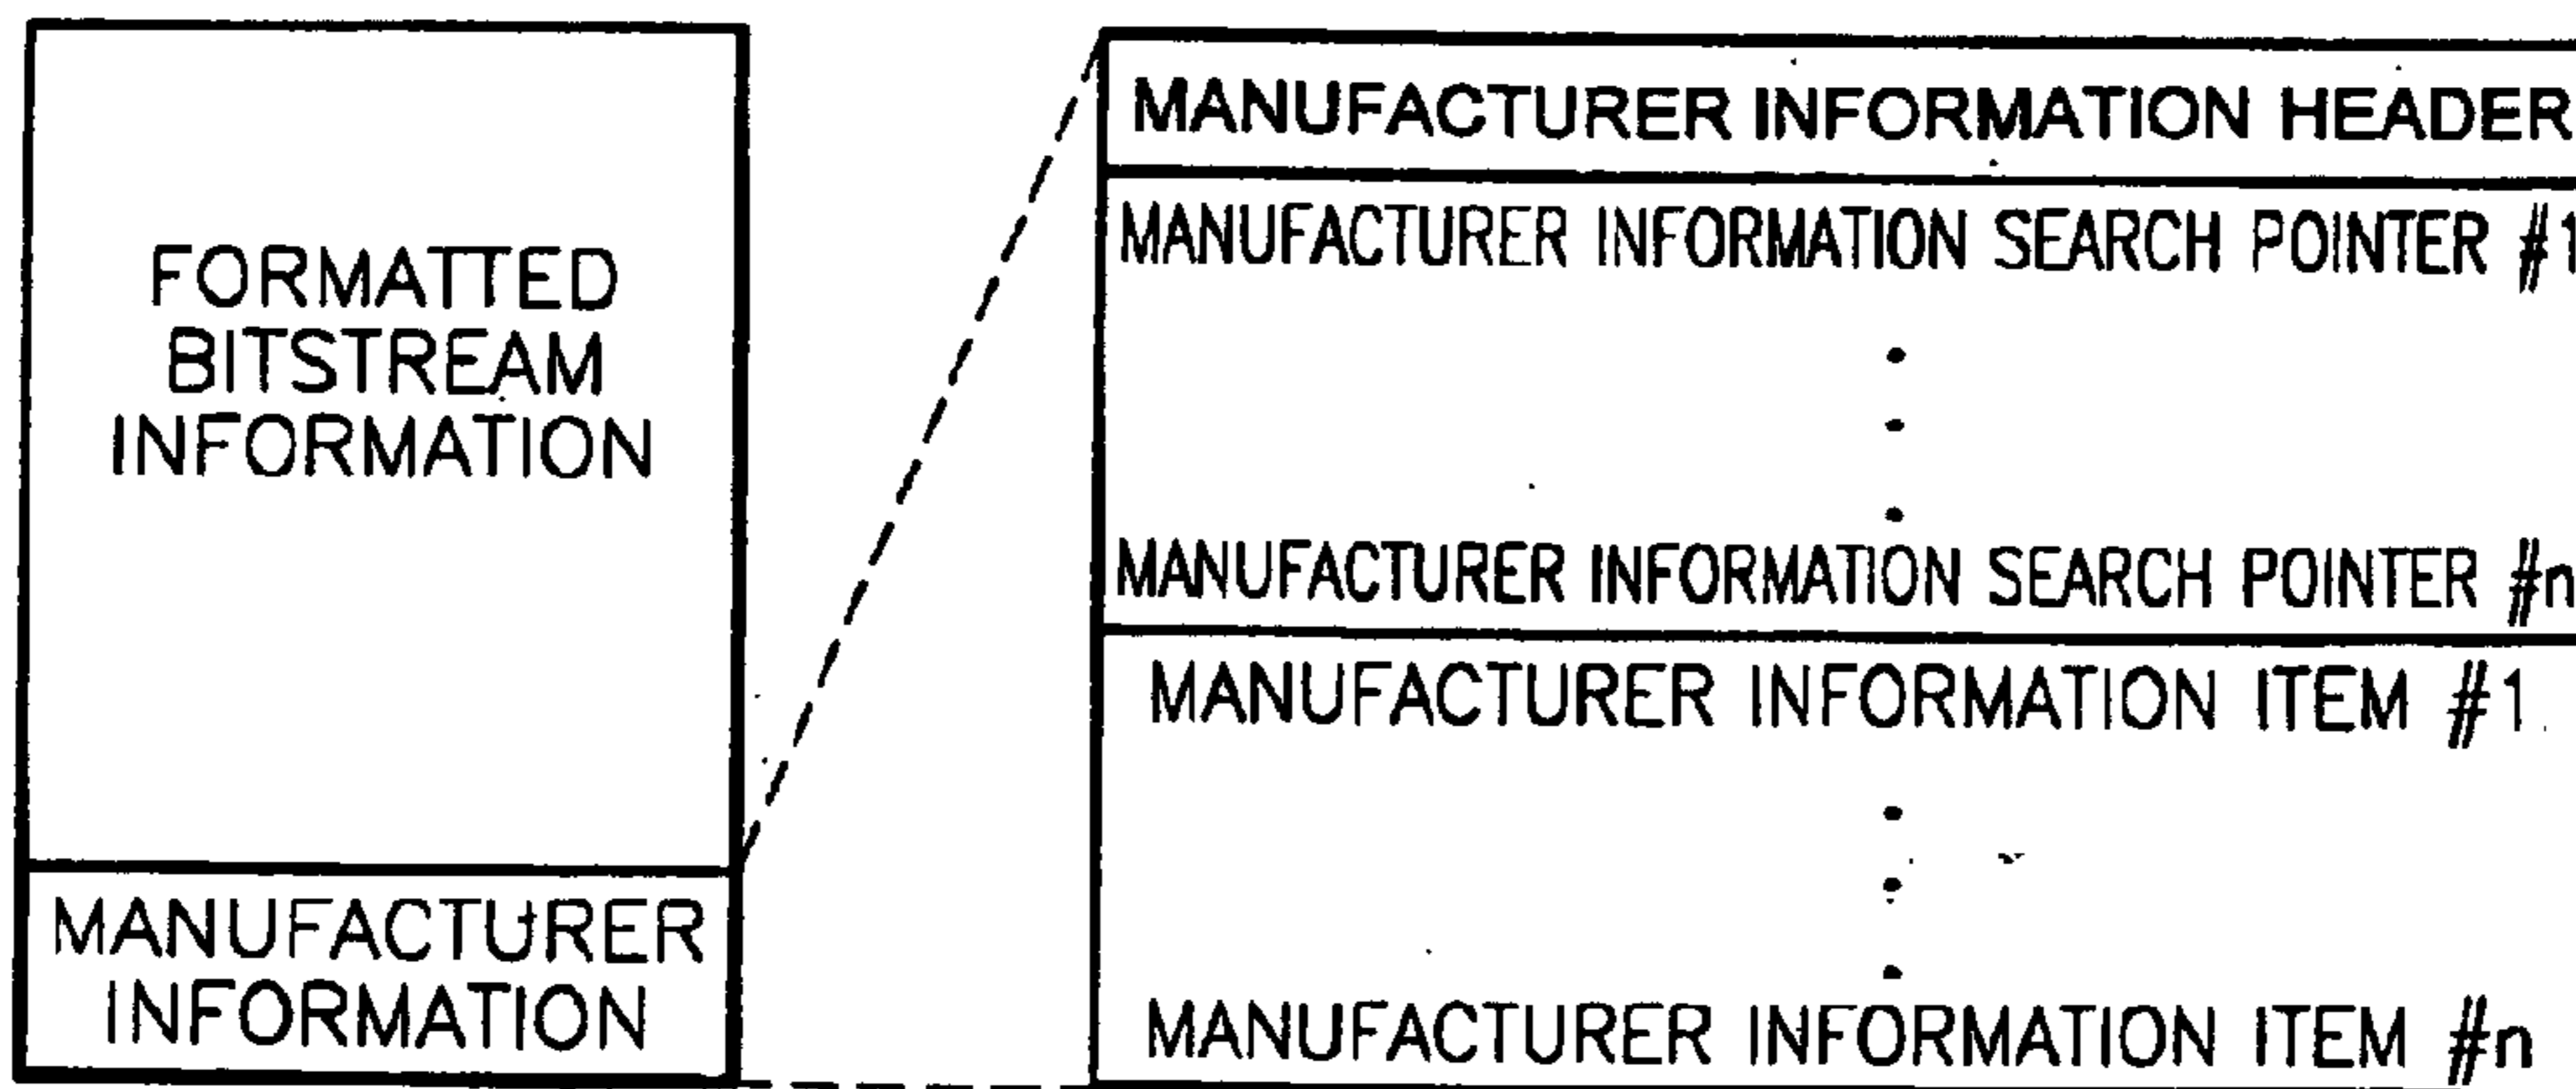 FORMATTED
BITSTREAM
INFORMATION
MANUFACTURER
INFORMATION
MANUFACTURER INFORMATION HEADER
MANUFACTURER INFORMATION SEARCH POINTER #1
MANUFACTURER INFORMATION SEARCH POINTER #n
MANUFACTURER INFORMATION ITEM #1
MANUFACTURER INFORMATION ITEM #n